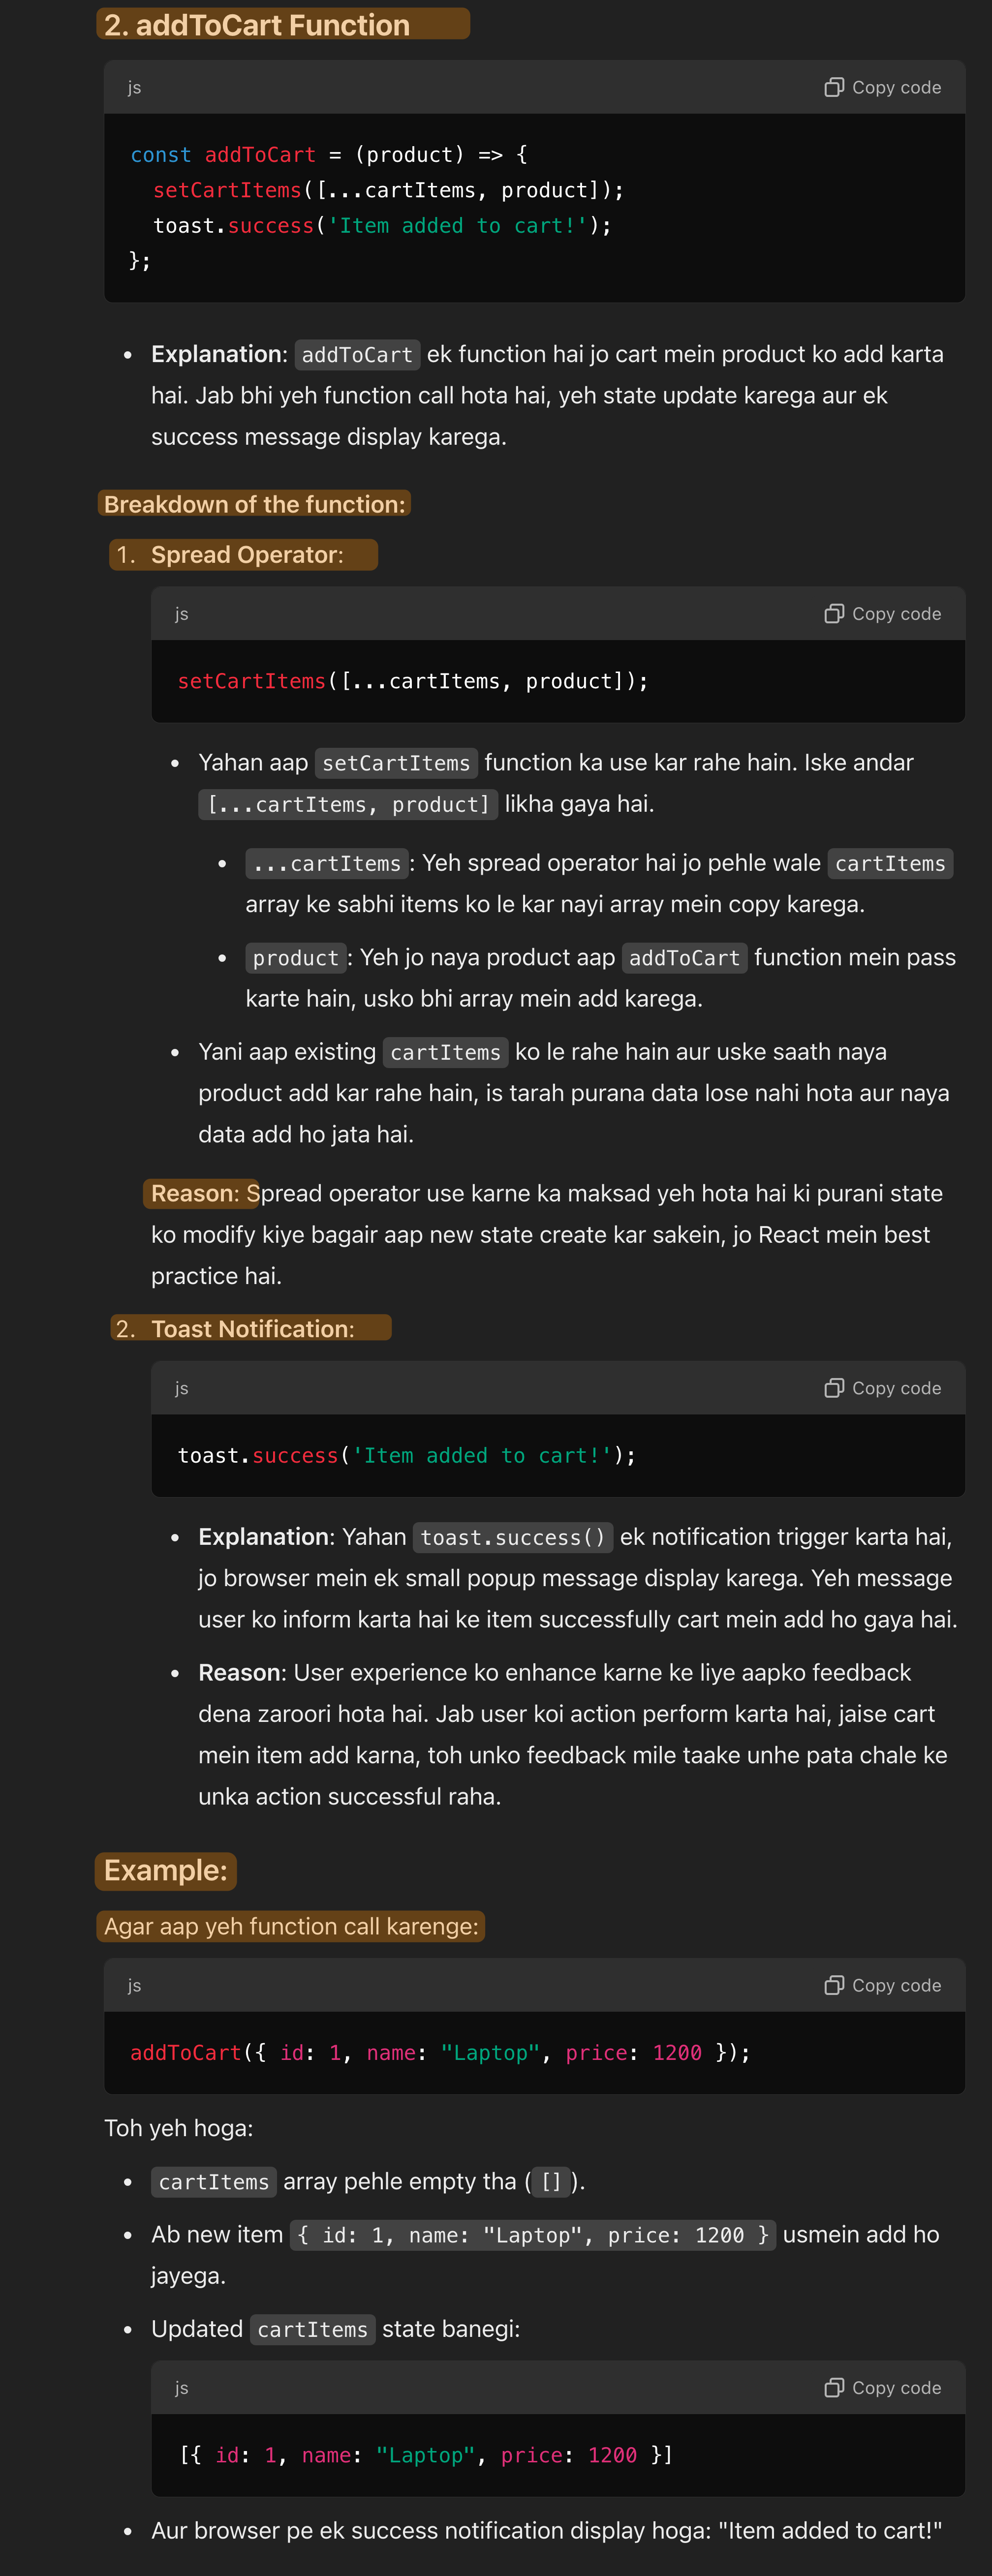 2. addToCart Function
js Copy code
const addToCart = (product) => {
setCartItems([...cartItems, product]);
toast.success('Item added to cart!');
};
• Explanation: addToCart ek function hai jo cart mein product ko add karta
hai. Jab bhi yeh function call hota hai, yeh state update karega aur ek
success message display karega.
Breakdown of the function:
1. Spread Operator:
js Copy code
setCartItems([...cartItems, product]);
• Yahan aap setCartItems function ka use kar rahe hain. Iske andar
[...cartItems, product] likha gaya hai.
• ...cartItems: Yeh spread operator hai jo pehle wale cartItems
array ke sabhi items ko le kar nayi array mein copy karega.
• product: Yeh jo naya product aap addToCart function mein pass
karte hain, usko bhi array mein add karega.
• Yani aap existing cartItems ko le rahe hain aur uske saath naya
product add kar rahe hain, is tarah purana data lose nahi hota aur naya
data add ho jata hai.
Reason: Spread operator use karne ka maksad yeh hota hai ki purani state
ko modify kiye bagair aap new state create kar sakein, jo React mein best
practice hai.
2. Toast Notification:
js Copy code
toast.success('Item added to cart!');
• Explanation: Yahan toast.success() ek notification trigger karta hai,
jo browser mein ek small popup message display karega. Yeh message
user ko inform karta hai ke item successfully cart mein add ho gaya hai.
• Reason: User experience ko enhance karne ke liye aapko feedback
dena zaroori hota hai. Jab user koi action perform karta hai, jaise cart
mein item add karna, toh unko feedback mile taake unhe pata chale ke
unka action successful raha.
Example:
Agar aap yeh function call karenge:
js Copy code
addToCart({ id: 1, name: "Laptop", price: 1200 });
Toh yeh hoga:
• cartItems array pehle empty tha ([]).
• Ab new item { id: 1, name: "Laptop", price: 1200 } usmein add ho
jayega.
• Updated cartItems state banegi:
js Copy code
[{ id: 1, name: "Laptop", price: 1200 }]
• Aur browser pe ek success notification display hoga: "Item added to cart!"